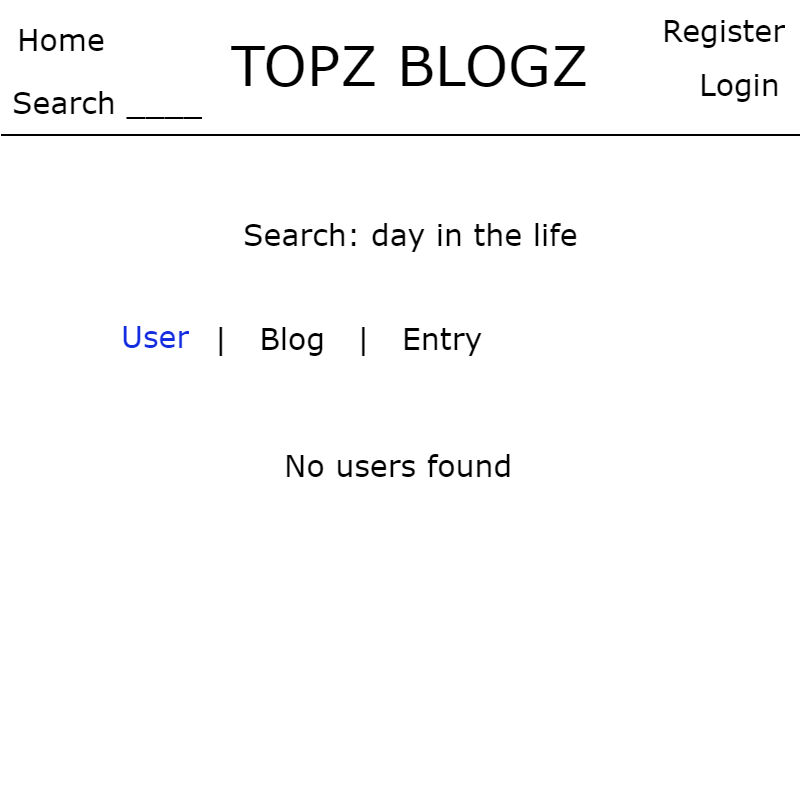 Home
Search ____
TOPZ BLOGZ
Register
Login
Search: day in the life
User | Blog | Entry
No users found